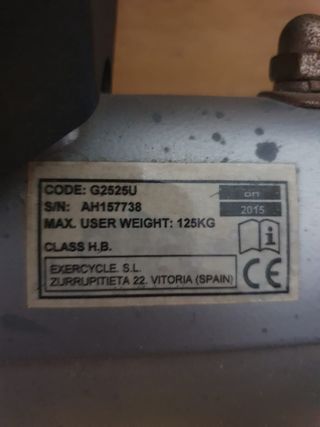 CODE: G2525U
S/N: AH157738
MAX. USER WEIGHT: 125KG
CLASS H,B.
2015
i
CE
EXERCYCLE. S.L.
ZURRUPITIETA 22. VITORIA (SPAIN)